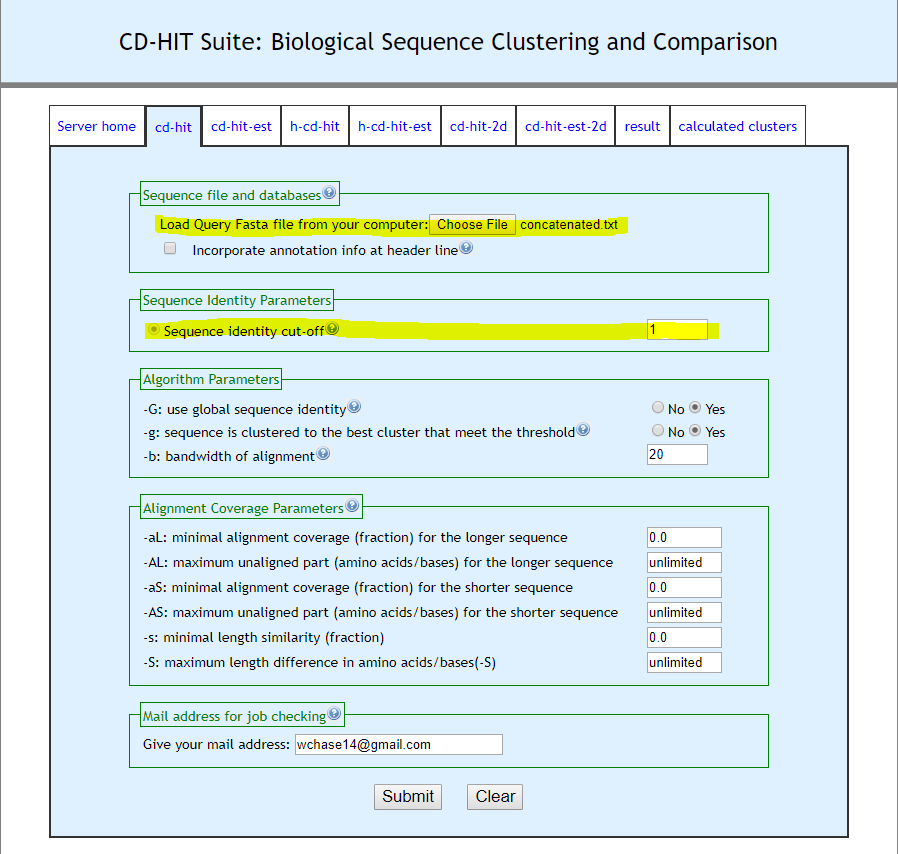 CD-HIT Suite: Biological Sequence Clustering and Comparison
Server home cd-hit cd-hit-est h-cd-hit h-cd-hit-est cd-hit-2d cd-hit-est-2d result calculated clusters
Sequence file and databases
Load Query Fasta file from your computer: Choose File concatenated.txt
Incorporate annotation info at header line
Sequence Identity Parameters
Sequence identity cut-off 1
Algorithm Parameters
-G: use global sequence identity No Yes
-g: sequence is clustered to the best cluster that meet the threshold No Yes
-b: bandwidth of alignment 20
Alignment Coverage Parameters
-aL: minimal alignment coverage (fraction) for the longer sequence 0.0
-AL: maximum unaligned part (amino acids/bases) for the longer sequence unlimited
-aS: minimal alignment coverage (fraction) for the shorter sequence 0.0
-AS: maximum unaligned part (amino acids/bases) for the shorter sequence unlimited
-s: minimal length similarity (fraction) 0.0
-S: maximum length difference in amino acids/bases(-S) unlimited
Mail address for job checking
Give your mail address: wchase14@gmail.com
Submit Clear